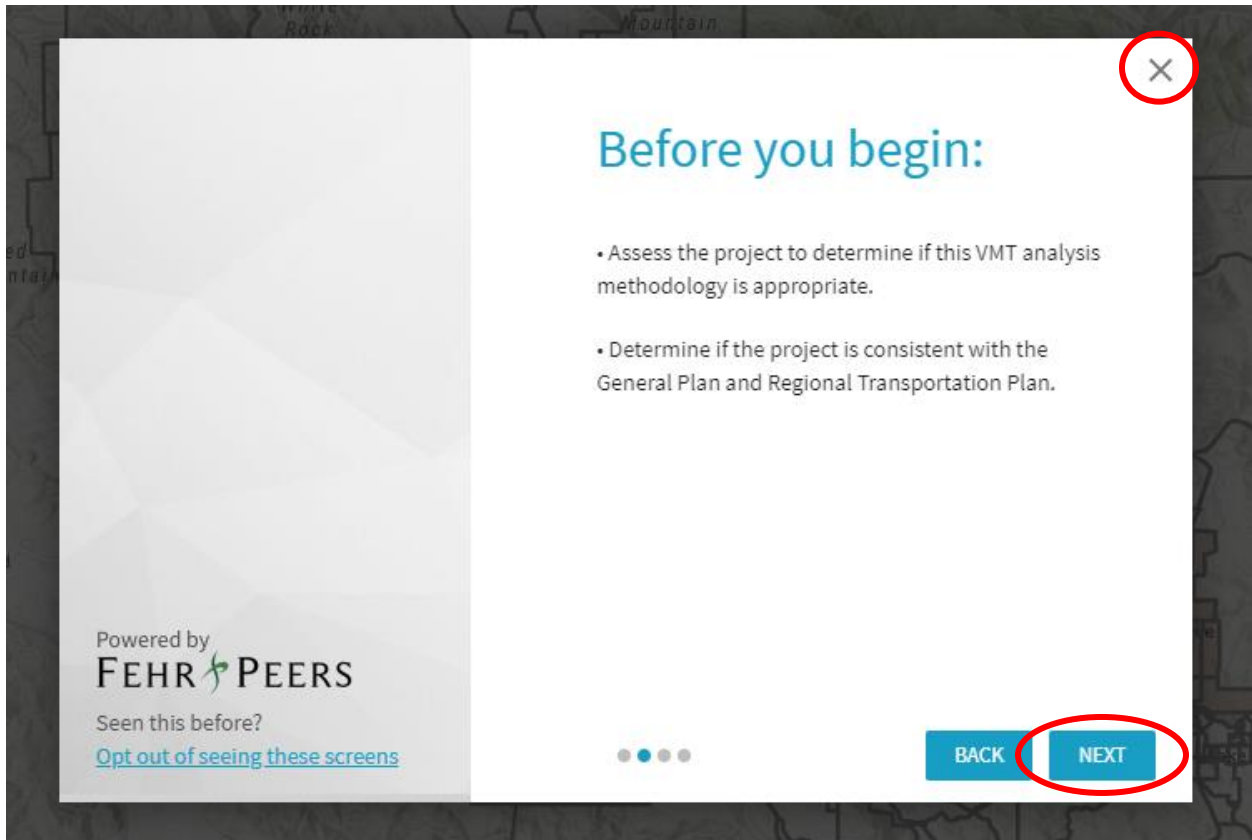 Rock
Mountain
Before you begin:
• Assess the project to determine if this VMT analysis
methodology is appropriate.
• Determine if the project is consistent with the
General Plan and Regional Transportation Plan.
Powered by
FEHR PEERS
Seen this before?
Opt out of seeing these screens
BACK
NEXT